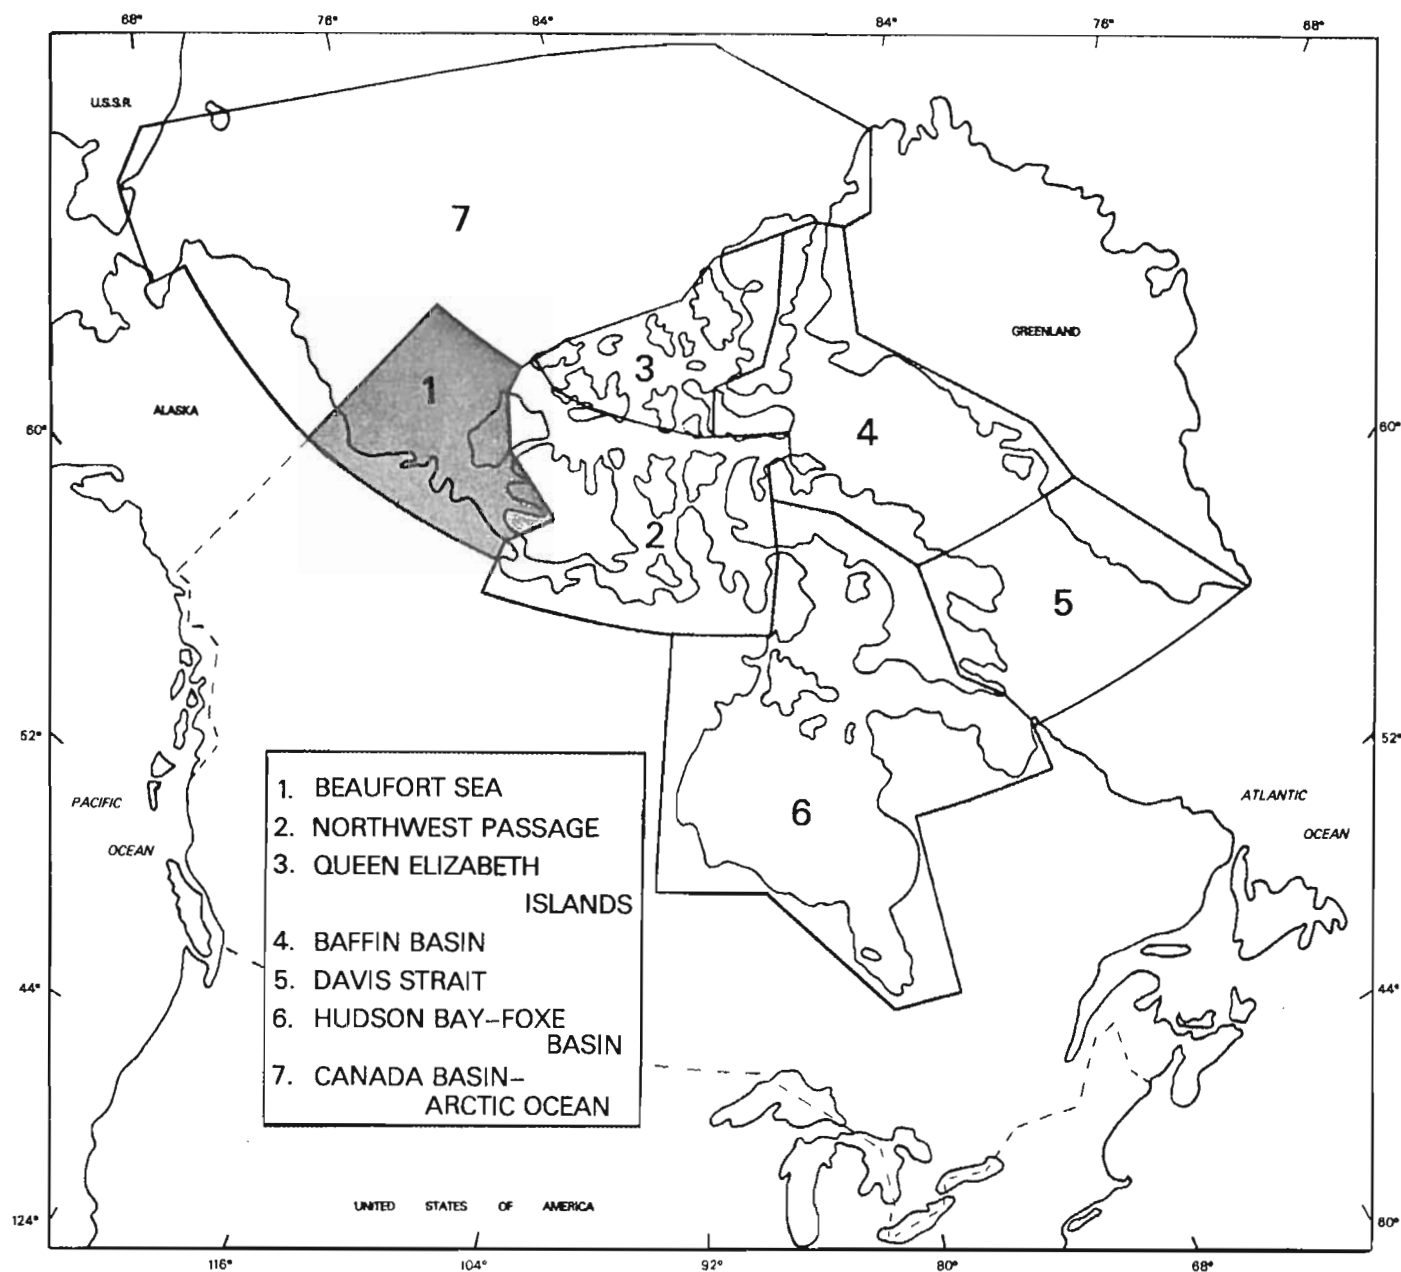 68° 76° 84° 84° 76° 68°
U.S.S.R.
7
GREENLAND
3
1
ALASKA
4
60° 60°
2
5
52° 52°
1. BEAUFORT SEA
2. NORTHWEST PASSAGE
3. QUEEN ELIZABETH
ISLANDS
4. BAFFIN BASIN
5. DAVIS STRAIT
6. HUDSON BAY–FOXE
BASIN
7. CANADA BASIN–
ARCTIC OCEAN
PACIFIC
OCEAN
6
ATLANTIC
OCEAN
44° 44°
UNITED STATES OF AMERICA
124° 60°
116° 104° 92° 80° 68°